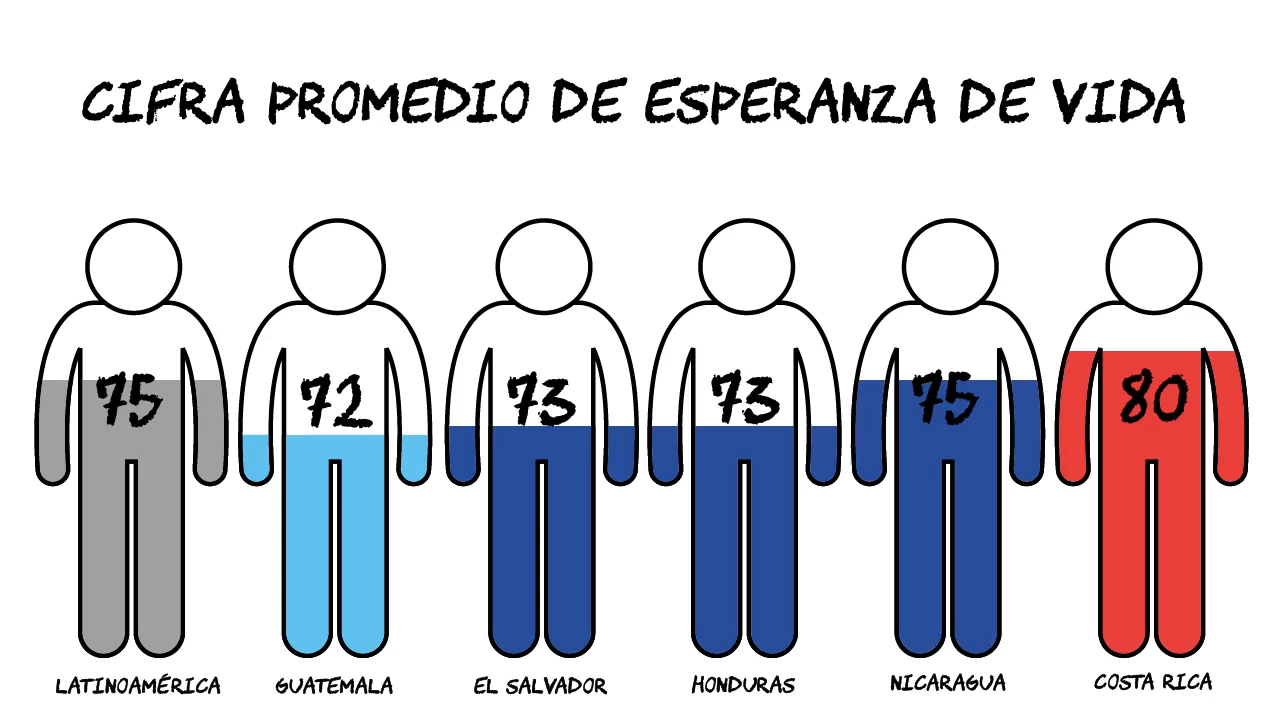 CIFRA PROMEDIO DE ESPERANZA DE VIDA
75 72 73 73 75 80
LATINOAMÉRICA GUATEMALA EL SALVADOR HONDURAS NICARAGUA COSTA RICA